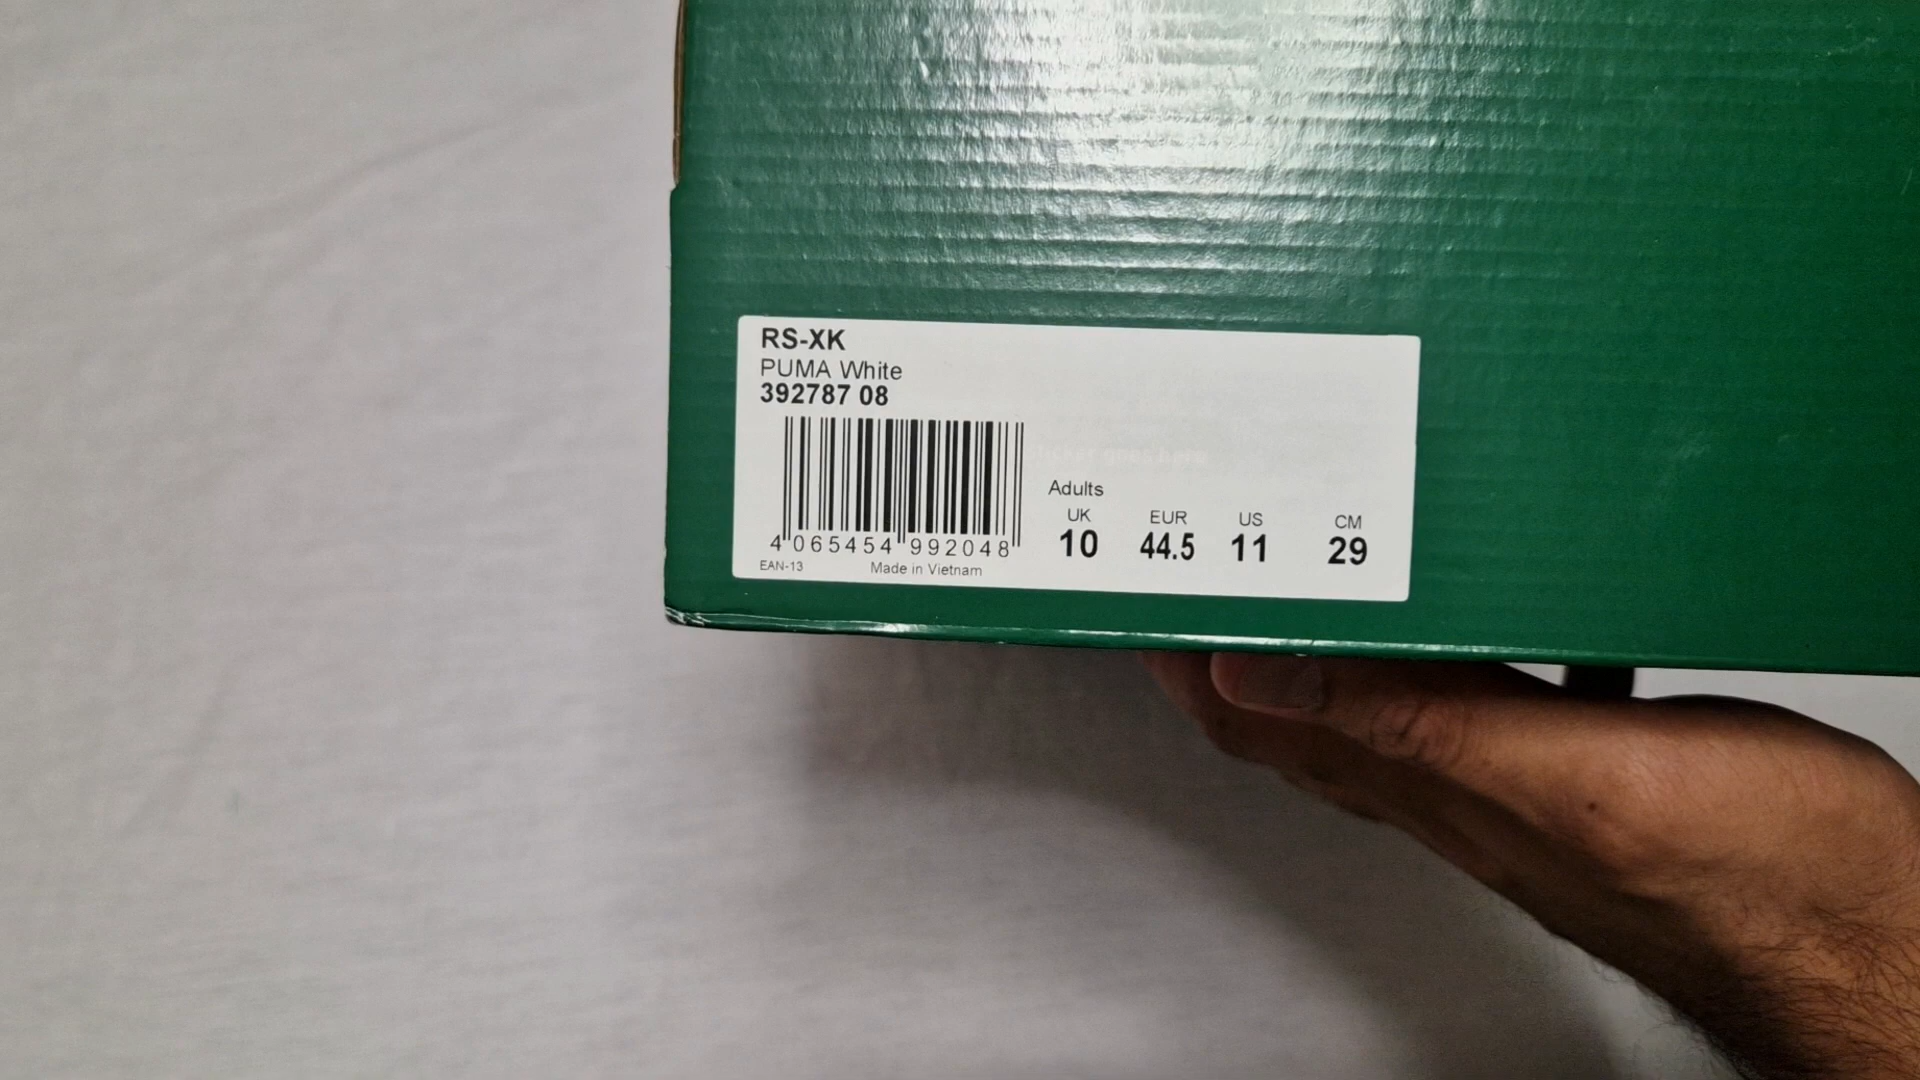 RS-XK
PUMA White
392787 08
Adults
UK EUR US CM
10 44.5 11 29
4 065454 992048
EAN-13 Made in Vietnam